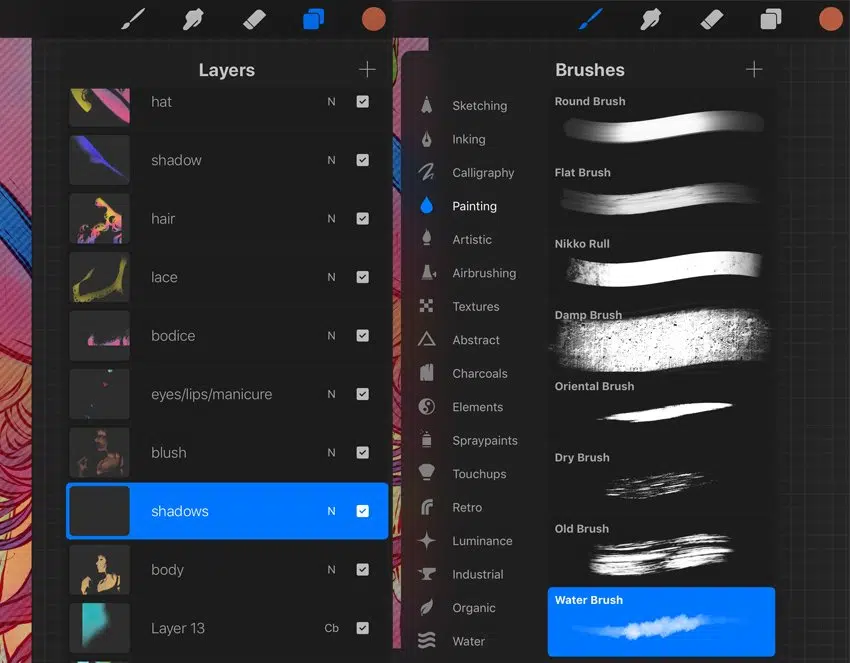 Layers
hat N
shadow N
hair N
lace N
bodice N
eyes/lips/manicure N
blush N
shadows N
body N
Layer 13 Cb
Brushes
Sketching
Inking
Calligraphy
Painting
Artistic
Airbrushing
Textures
Abstract
Charcoals
Elements
Spraypaints
Touchups
Retro
Luminance
Industrial
Organic
Water
Round Brush
Flat Brush
Nikko Rull
Damp Brush
Oriental Brush
Dry Brush
Old Brush
Water Brush